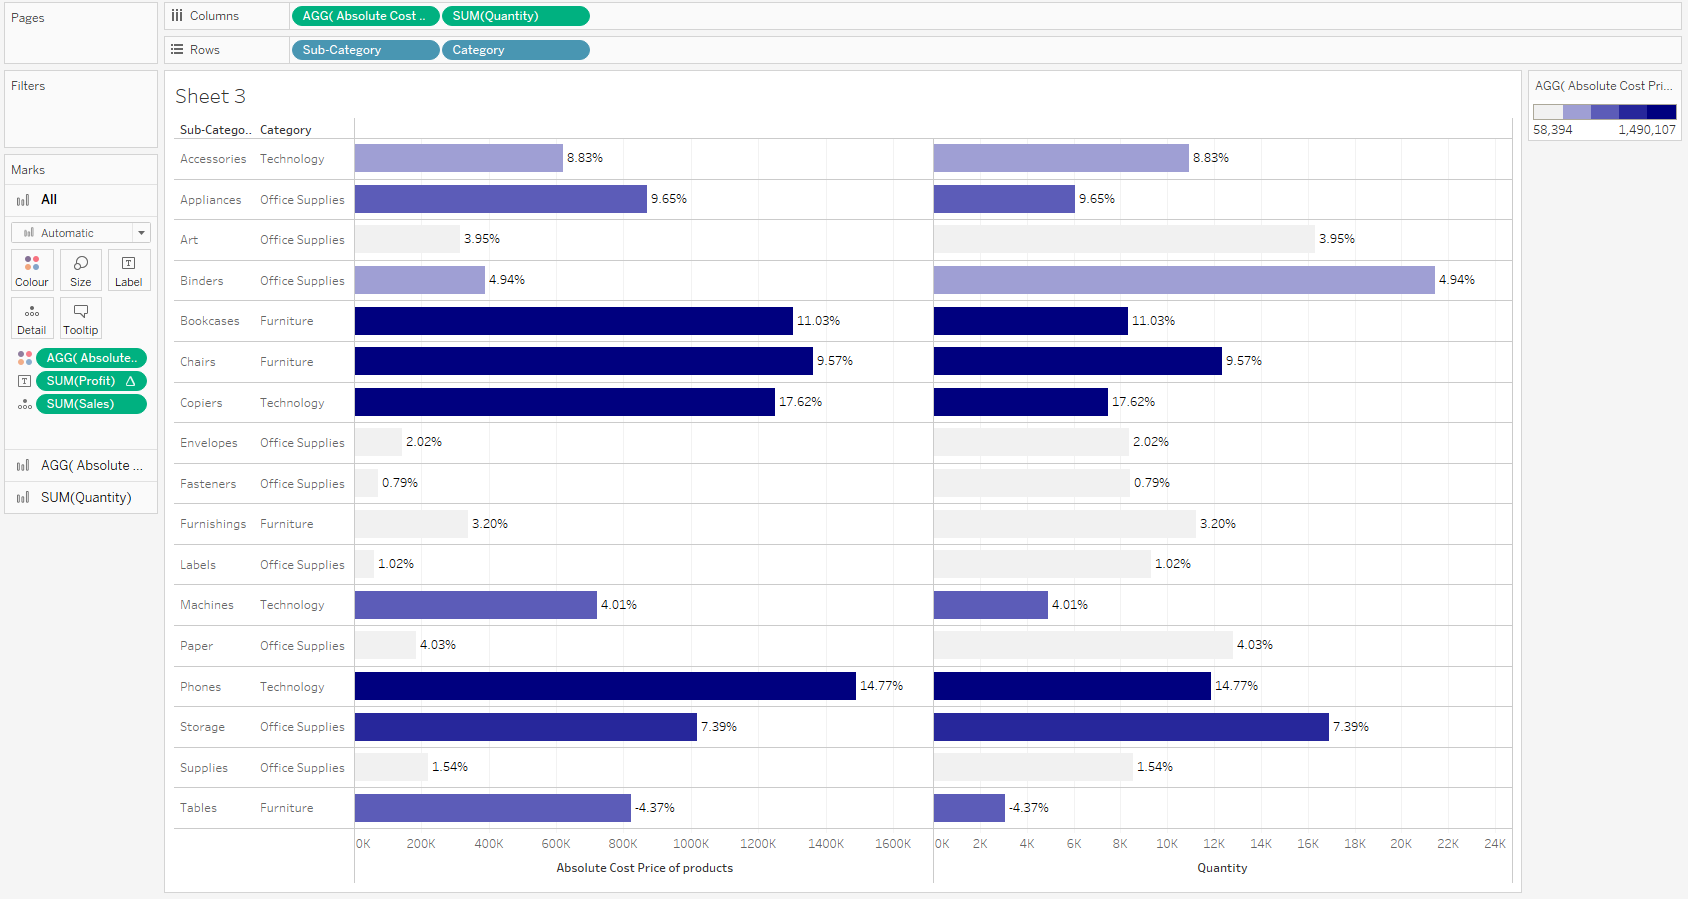 Pages
Columns AGG( Absolute Cost .. SUM(Quantity)
Rows Sub-Category Category
Filters
Marks
All
Automatic
Colour Size Label
Detail Tooltip
AGG( Absolute..
SUM(Profit) Δ
SUM(Sales)
AGG( Absolute ...
SUM(Quantity)
Sheet 3
Sub-Catego.. Category
Accessories Technology 8.83% 8.83%
Appliances Office Supplies 9.65% 9.65%
Art Office Supplies 3.95% 3.95%
Binders Office Supplies 4.94% 4.94%
Bookcases Furniture 11.03% 11.03%
Chairs Furniture 9.57% 9.57%
Copiers Technology 17.62% 17.62%
Envelopes Office Supplies 2.02% 2.02%
Fasteners Office Supplies 0.79% 0.79%
Furnishings Furniture 3.20% 3.20%
Labels Office Supplies 1.02% 1.02%
Machines Technology 4.01% 4.01%
Paper Office Supplies 4.03% 4.03%
Phones Technology 14.77% 14.77%
Storage Office Supplies 7.39% 7.39%
Supplies Office Supplies 1.54% 1.54%
Tables Furniture -4.37% -4.37%
0K 200K 400K 600K 800K 1000K 1200K 1400K 1600K 0K 2K 4K 6K 8K 10K 12K 14K 16K 18K 20K 22K 24K
Absolute Cost Price of products Quantity
AGG( Absolute Cost Pri...
58,394 1,490,107